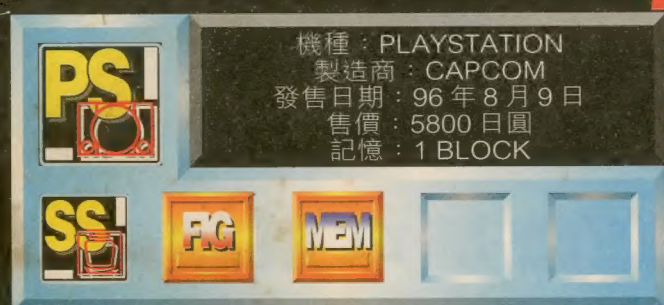 PS
機種：PLAYSTATION
製造商：CAPCOM
發售日期：96年8月9日
售價：5800日圓
記憶：1 BLOCK
SS
FIG
MEM